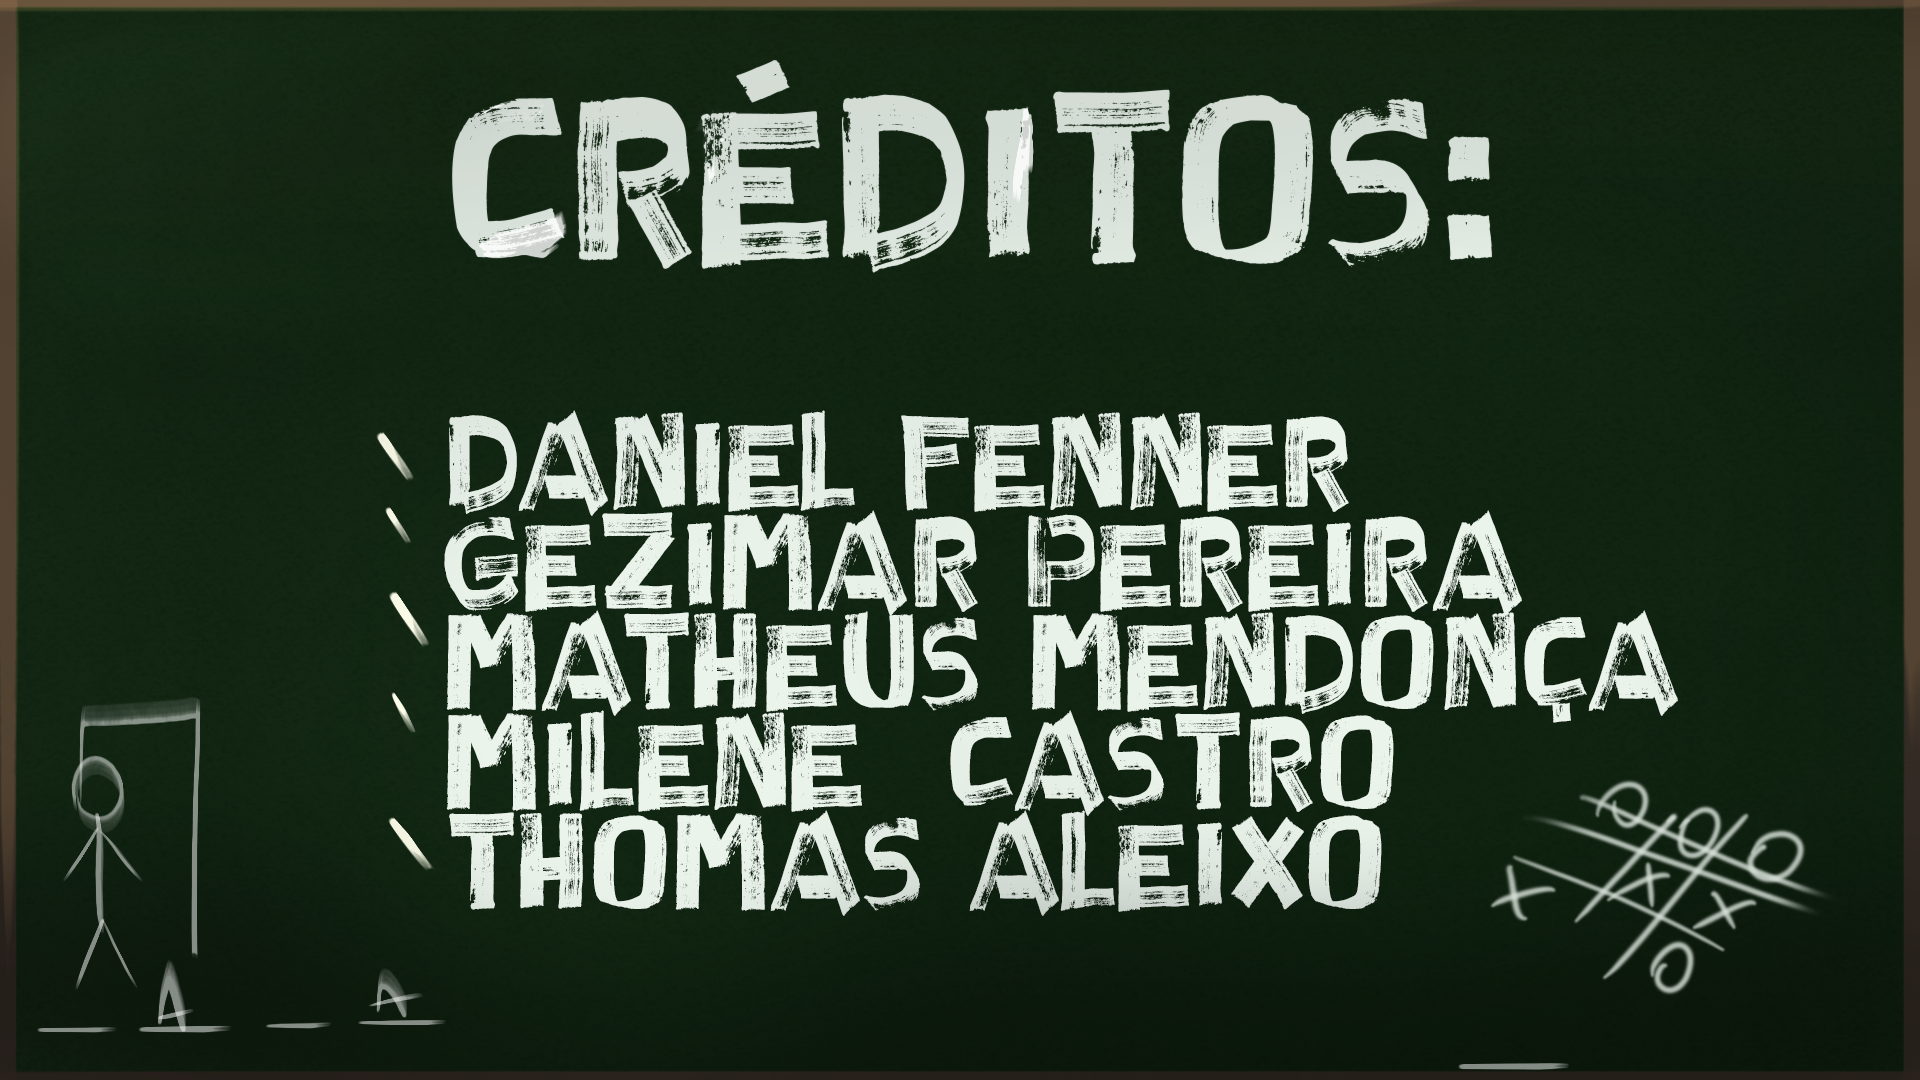 CRÉDITOS:
DANIEL FENNER
GEZIMAR PEREIRA
MATHEUS MENDONÇA
MILENE CASTRO
THOMAS ALEIXO
O O O
X X X
O
A A